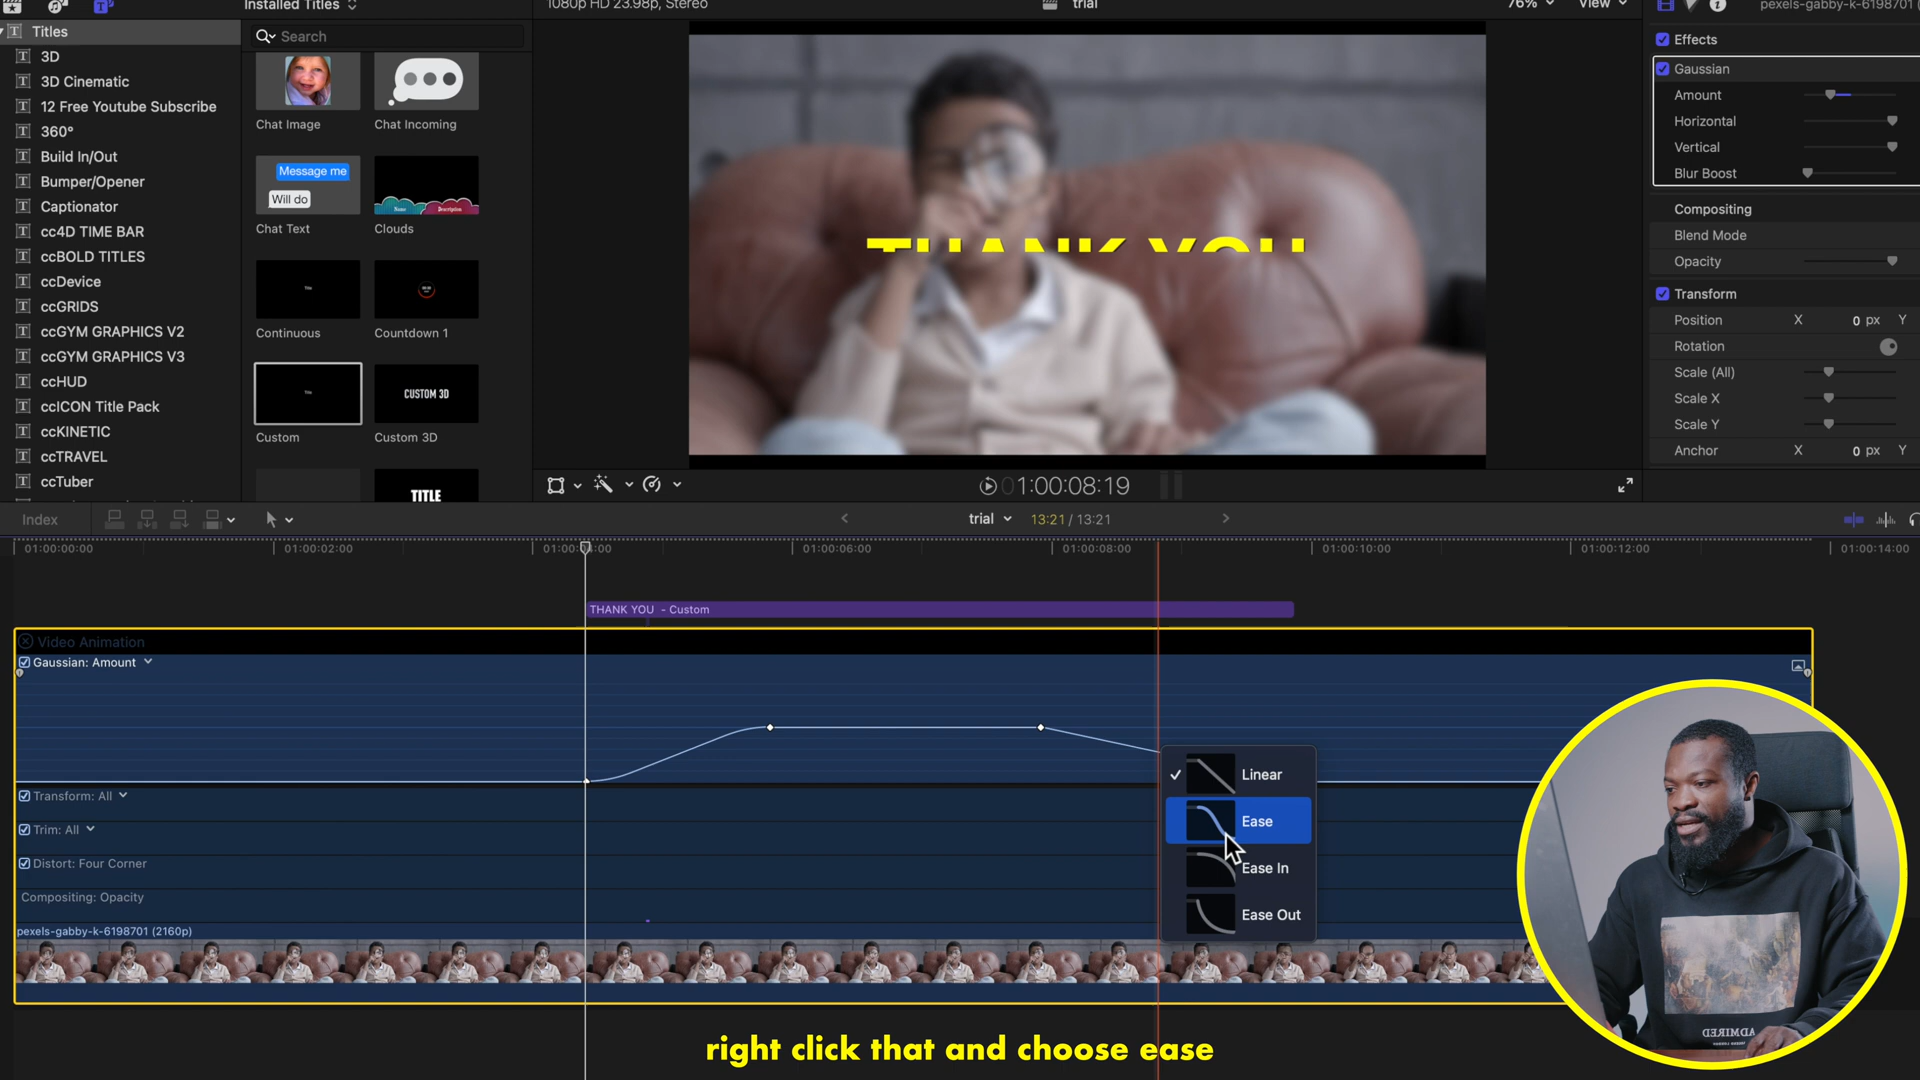 Installed Titles
1080p HD 23.98p, Stereo
trial
76%
View
pexels-gabby-k-6198701
Titles
3D
3D Cinematic
12 Free Youtube Subscribe
360°
Build In/Out
Bumper/Opener
Captionator
cc4D TIME BAR
ccBOLD TITLES
ccDevice
ccGRIDS
ccGYM GRAPHICS V2
ccGYM GRAPHICS V3
ccHUD
ccICON Title Pack
ccKINETIC
ccTRAVEL
ccTuber
Search
Chat Image
Chat Incoming
Message me
Will do
Name
Description
Chat Text
Clouds
Title
Continuous
Countdown 1
Title
CUSTOM 3D
Custom
Custom 3D
TITLE
THANK YOU
Effects
Gaussian
Amount
Horizontal
Vertical
Blur Boost
Compositing
Blend Mode
Opacity
Transform
Position X 0 px Y
Rotation
Scale (All)
Scale X
Scale Y
Anchor X 0 px Y
01:00:08:19
Index
trial
13:21 / 13:21
01:00:00:00
01:00:02:00
01:00:06:00
01:00:08:00
01:00:10:00
01:00:12:00
01:00:14:00
THANK YOU - Custom
Video Animation
Gaussian: Amount
Transform: All
Trim: All
Distort: Four Corner
Compositing: Opacity
pexels-gabby-k-6198701 (2160p)
Linear
Ease
Ease In
Ease Out
ADMIRED
right click that and choose ease